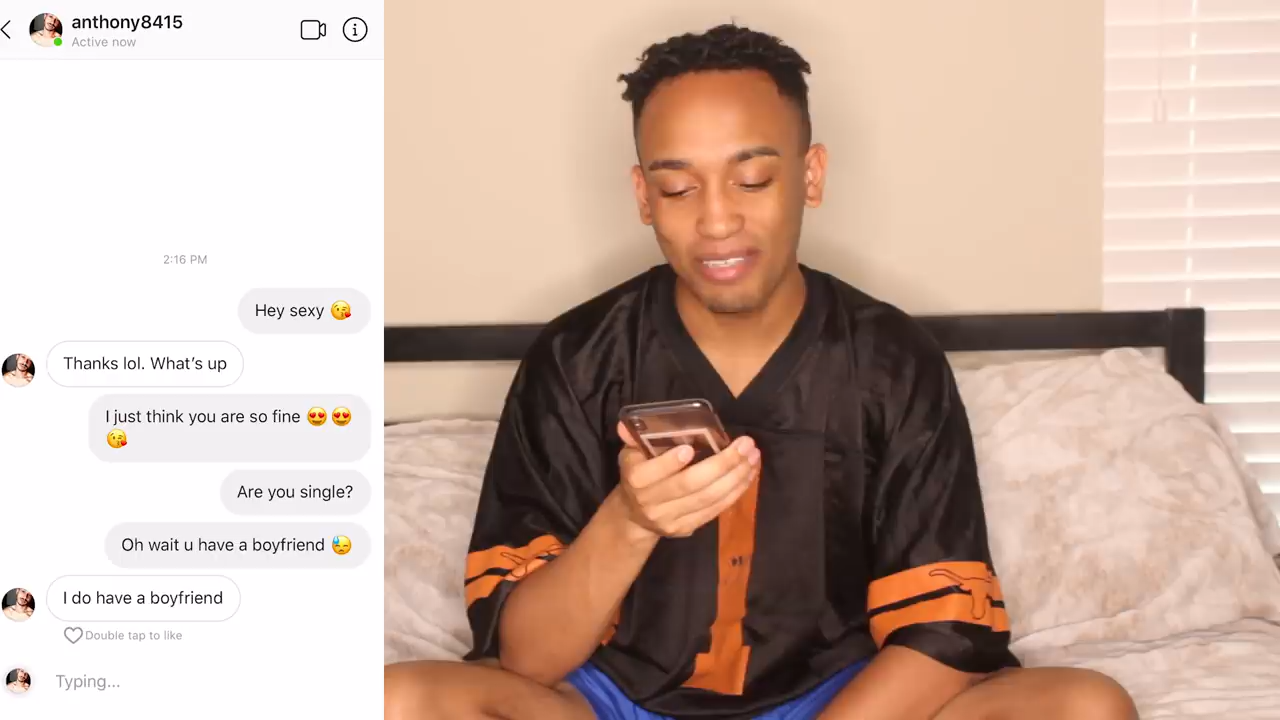 anthony8415
Active now
2:16 PM
Hey sexy 😘
Thanks lol. What's up
I just think you are so fine 😍 😍
😘
Are you single?
Oh wait u have a boyfriend 😓
I do have a boyfriend
Double tap to like
Typing...